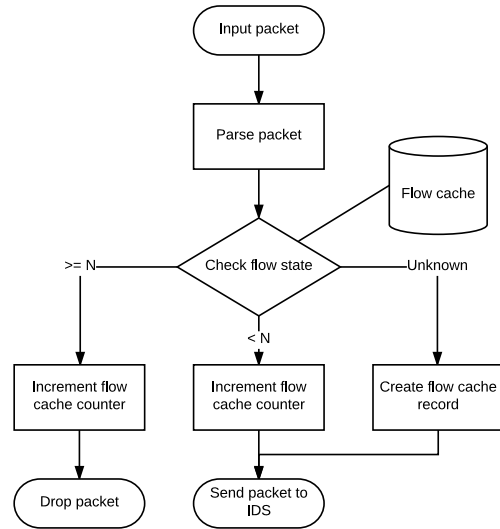 Input packet
Parse packet
Flow cache
Check flow state
>= N
Unknown
< N
Increment flow
cache counter
Increment flow
cache counter
Create flow cache
record
Drop packet
Send packet to
IDS